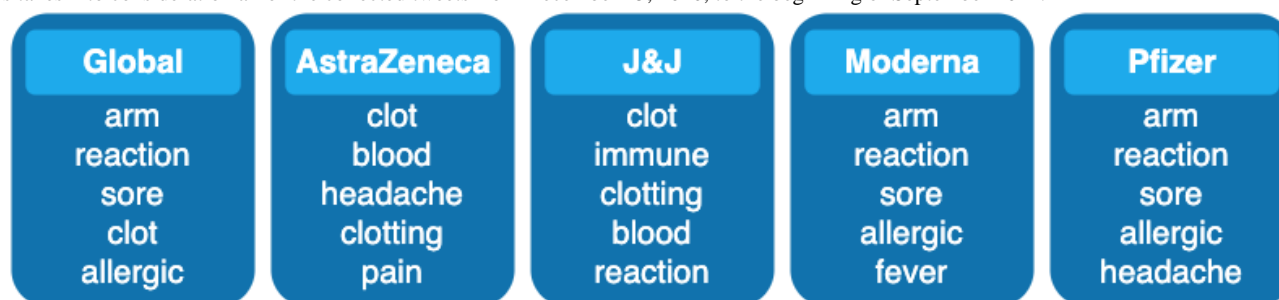 Global
arm
reaction
sore
clot
allergic
AstraZeneca
clot
blood
headache
clotting
pain
J&J
clot
immune
clotting
blood
reaction
Moderna
arm
reaction
sore
allergic
fever
Pfizer
arm
reaction
sore
allergic
headache